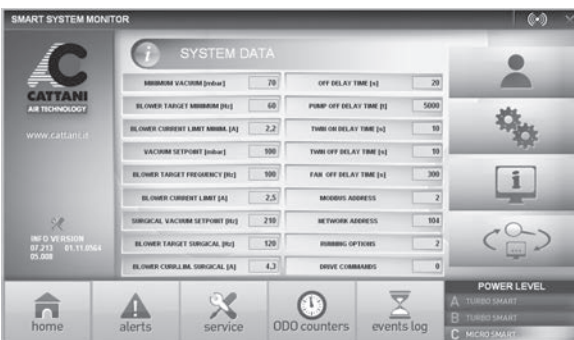 SMART SYSTEM MONITOR
AC
CATTANI
AIR TECHNOLOGY
www.cattani.it
INFO VERSION
07.213 01.11.0564
05.008
i SYSTEM DATA
MINIMUM VACUUM [mbar] 70
BLOWER TARGET MINIMUM [Hz] 60
BLOWER CURRENT LIMIT MINIM. [A] 2,2
VACUUM SETPOINT [mbar] 100
BLOWER TARGET FREQUENCY [Hz] 100
BLOWER CURRENT LIMIT [A] 2,5
SURGICAL VACUUM SETPOINT [Hz] 210
BLOWER TARGET SURGICAL [Hz] 120
BLOWER CURR.LIM. SURGICAL [A] 4,3
OFF DELAY TIME [s] 20
PUMP OFF DELAY TIME [t] 5000
TWIN ON DELAY TIME [s] 10
TWIN OFF DELAY TIME [s] 10
FAN OFF DELAY TIME [s] 300
MODBUS ADDRESS 2
NETWORK ADDRESS 104
RUNNING OPTIONS 2
DRIVE COMMANDS 0
i
home
alerts
service
ODO counters
events log
POWER LEVEL
A TURBO SMART
B TURBO SMART
C MICRO SMART